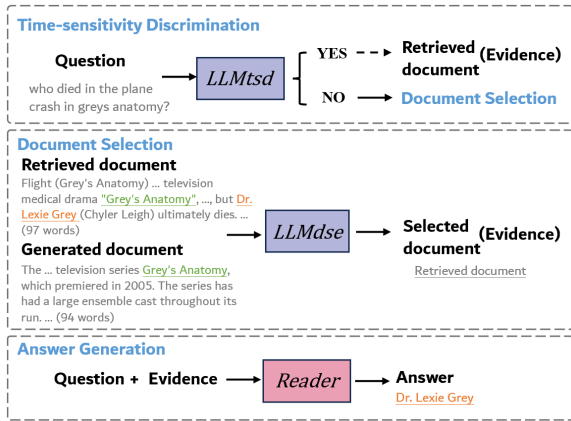 Time-sensitivity Discrimination
Question
who died in the plane
crash in greys anatomy?
LLMtsd
YES
NO
Retrieved
document (Evidence)
Document Selection
Document Selection
Retrieved document
Flight (Grey's Anatomy) ... television
medical drama "Grey's Anatomy", ..., but Dr.
Lexie Grey (Chyler Leigh) ultimately dies. ...
(97 words)
Generated document
The ... television series Grey's Anatomy,
which premiered in 2005. The series has
had a large ensemble cast throughout its
run. ... (94 words)
LLMdse
Selected
document (Evidence)
Retrieved document
Answer Generation
Question + Evidence
Reader
Answer
Dr. Lexie Grey